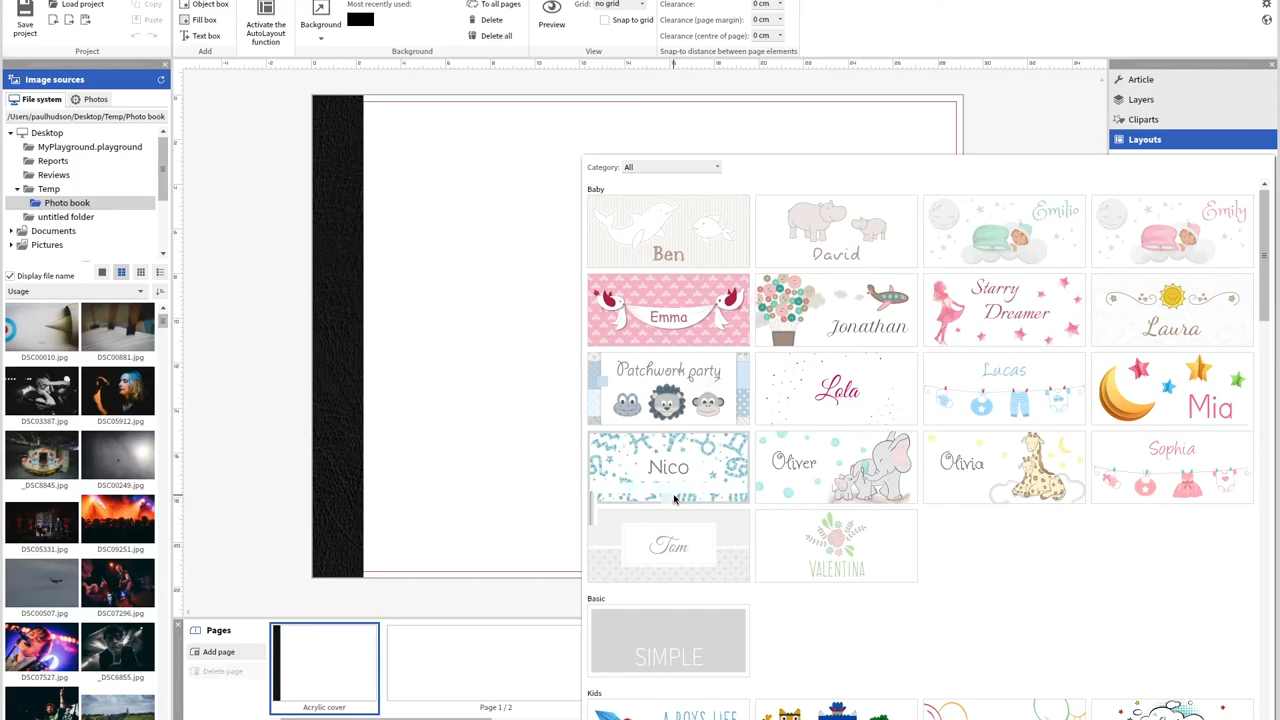 Save project
Load project
Copy
Paste
Project
Object box
Fill box
Text box
Add
Activate the AutoLayout function
Background
Most recently used:
To all pages
Delete
Delete all
Background
Preview
Grid: no grid
Snap to grid
View
Clearance: 0 cm
Clearance (page margin): 0 cm
Clearance (centre of page): 0 cm
Snap-to distance between page elements
Image sources
File system
Photos
/Users/paulhudson/Desktop/Temp/Photo book
Desktop
MyPlayground.playground
Reports
Reviews
Temp
Photo book
untitled folder
Documents
Pictures
Display file name
Usage
DSC00010.jpg
DSC00881.jpg
DSC03387.jpg
DSC05912.jpg
_DSC8845.jpg
DSC00249.jpg
DSC05331.jpg
DSC09251.jpg
DSC00507.jpg
DSC07296.jpg
DSC07527.jpg
_DSC6855.jpg
Article
Layers
Cliparts
Layouts
Category: All
Baby
Ben
David
Emilio
Emily
Emma
Jonathan
Starry Dreamer
Laura
Patchwork party
Lola
Lucas
Mia
Nico
Oliver
Olivia
Sophia
Tom
VALENTINA
Basic
SIMPLE
Kids
A BOYS LIFE
Pages
Add page
Delete page
Acrylic cover
Page 1 / 2